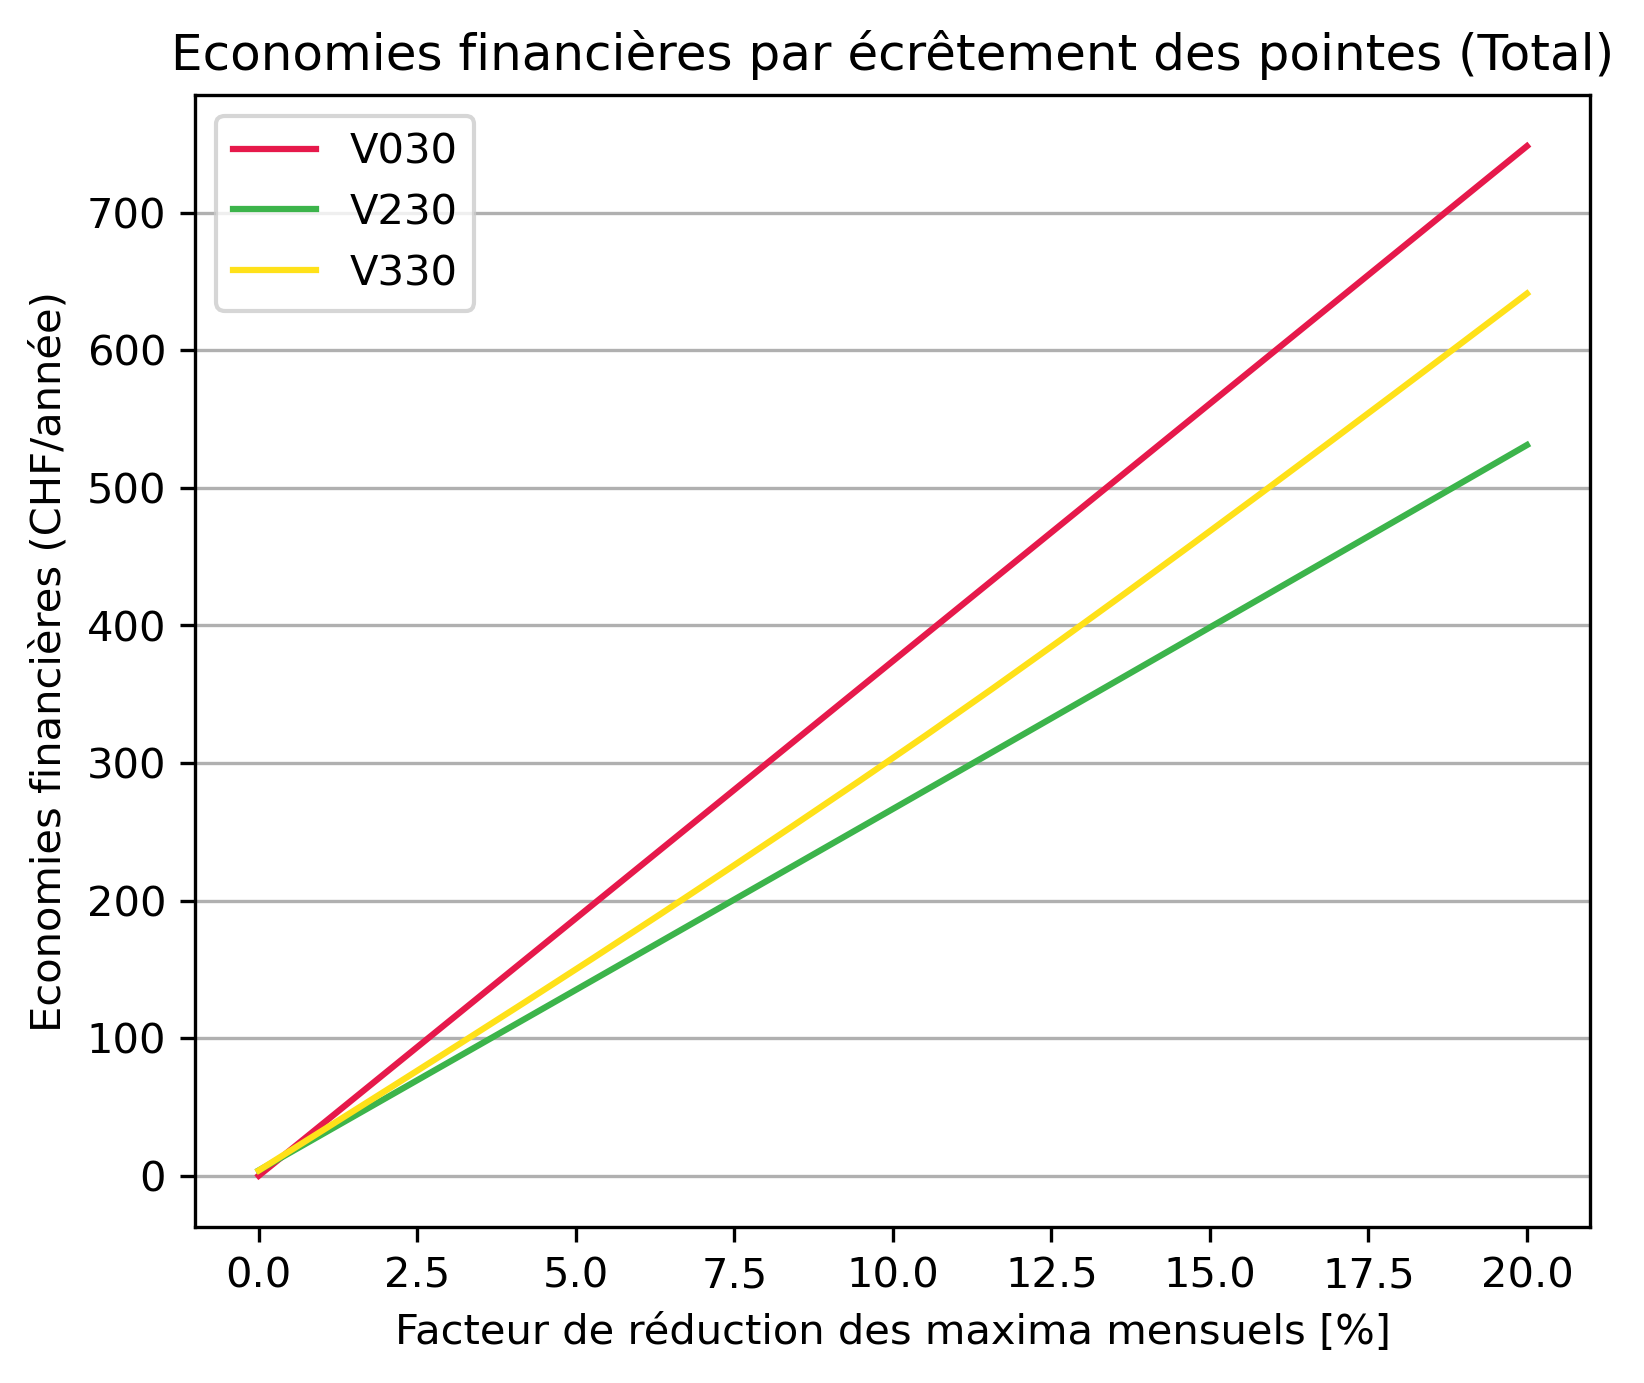 Economies financières par écrêtement des pointes (Total)
V030
V230
V330
Economies financières (CHF/année)
700
600
500
400
300
200
100
0
0.0 2.5 5.0 7.5 10.0 12.5 15.0 17.5 20.0
Facteur de réduction des maxima mensuels [%]